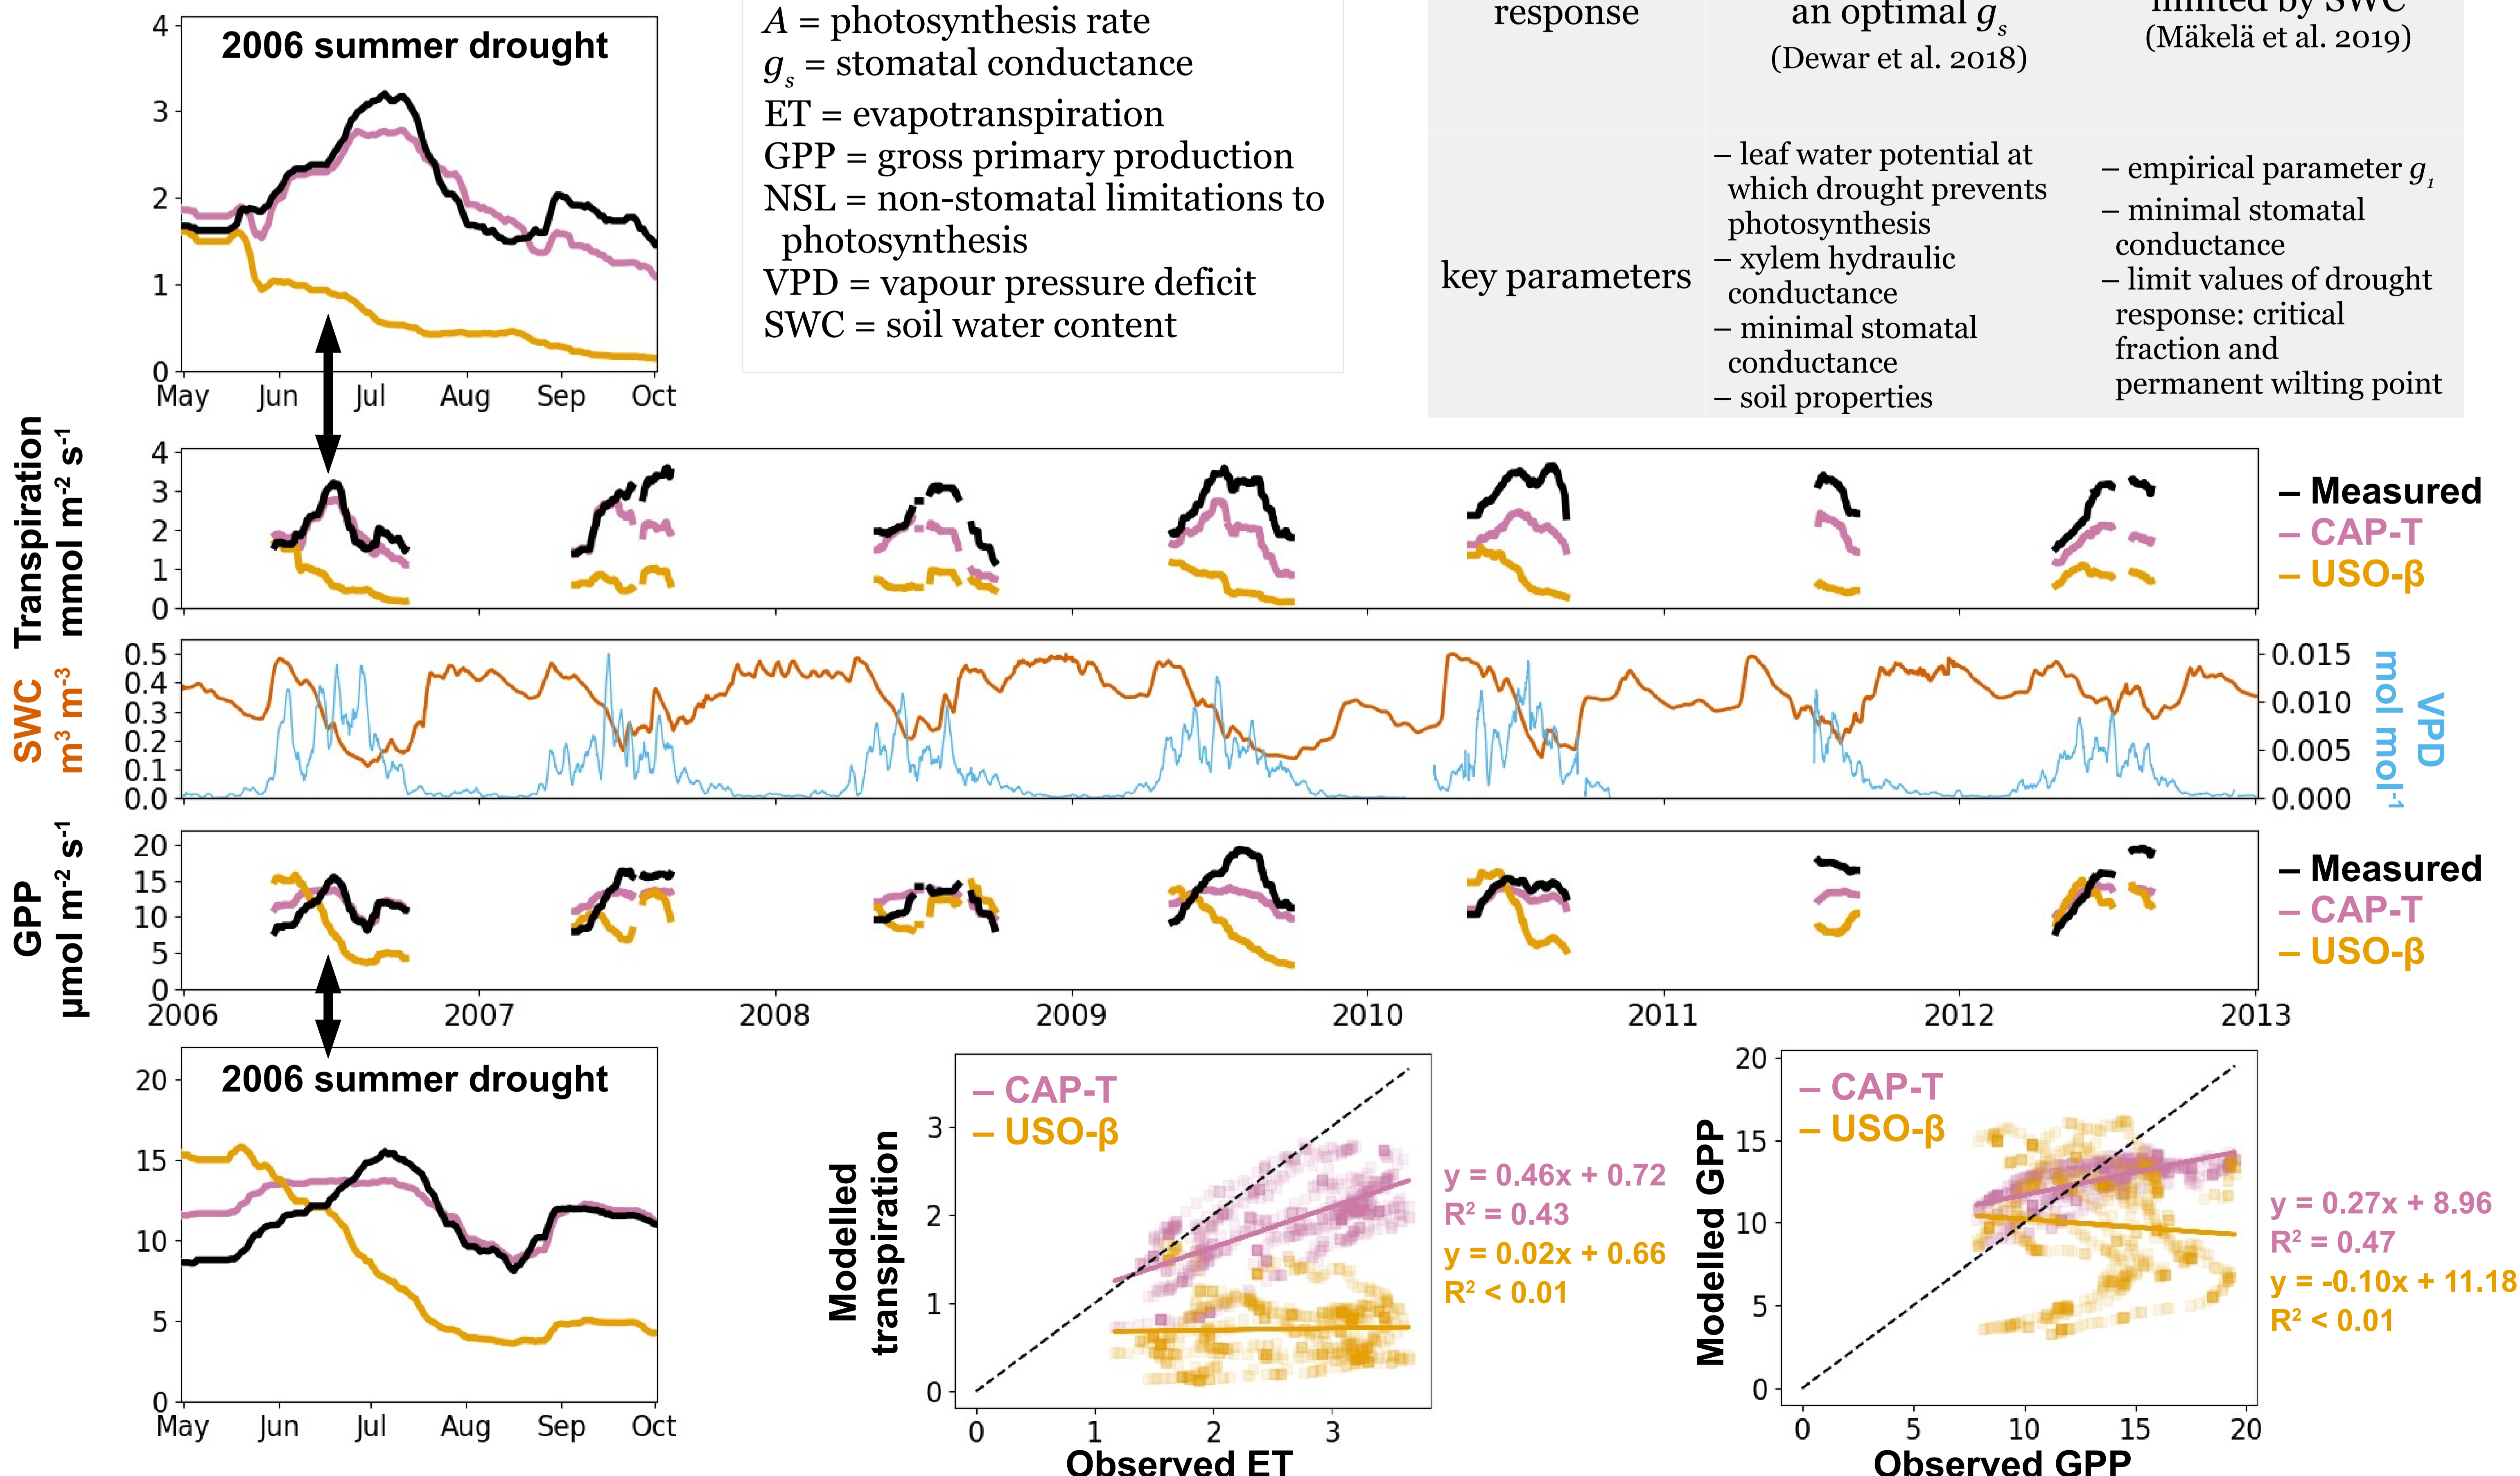 2006 summer drought
4
3
2
1
0
May Jun Jul Aug Sep Oct
A = photosynthesis rate
gs = stomatal conductance
ET = evapotranspiration
GPP = gross primary production
NSL = non-stomatal limitations to
photosynthesis
VPD = vapour pressure deficit
SWC = soil water content
response
an optimal gs
(Dewar et al. 2018)
limited by SWC
(Mäkelä et al. 2019)
key parameters
– leaf water potential at
which drought prevents
photosynthesis
– xylem hydraulic
conductance
– minimal stomatal
conductance
– soil properties
– empirical parameter g1
– minimal stomatal
conductance
– limit values of drought
response: critical
fraction and
permanent wilting point
Transpiration
mmol m-2 s-1
4
3
2
1
0
– Measured
– CAP-T
– USO-β
SWC
m3 m-3
0.5
0.4
0.3
0.2
0.1
0.0
0.015
0.010
0.005
0.000
VPD
mol mol-1
GPP
µmol m-2 s-1
20
15
10
5
0
– Measured
– CAP-T
– USO-β
2006 2007 2008 2009 2010 2011 2012 2013
2006 summer drought
20
15
10
5
0
May Jun Jul Aug Sep Oct
Modelled
transpiration
– CAP-T
– USO-β
3
2
1
0
0 1 2 3
Observed ET
y = 0.46x + 0.72
R2 = 0.43
y = 0.02x + 0.66
R2 < 0.01
Modelled GPP
– CAP-T
– USO-β
20
15
10
5
0
0 5 10 15 20
Observed GPP
y = 0.27x + 8.96
R2 = 0.47
y = -0.10x + 11.18
R2 < 0.01